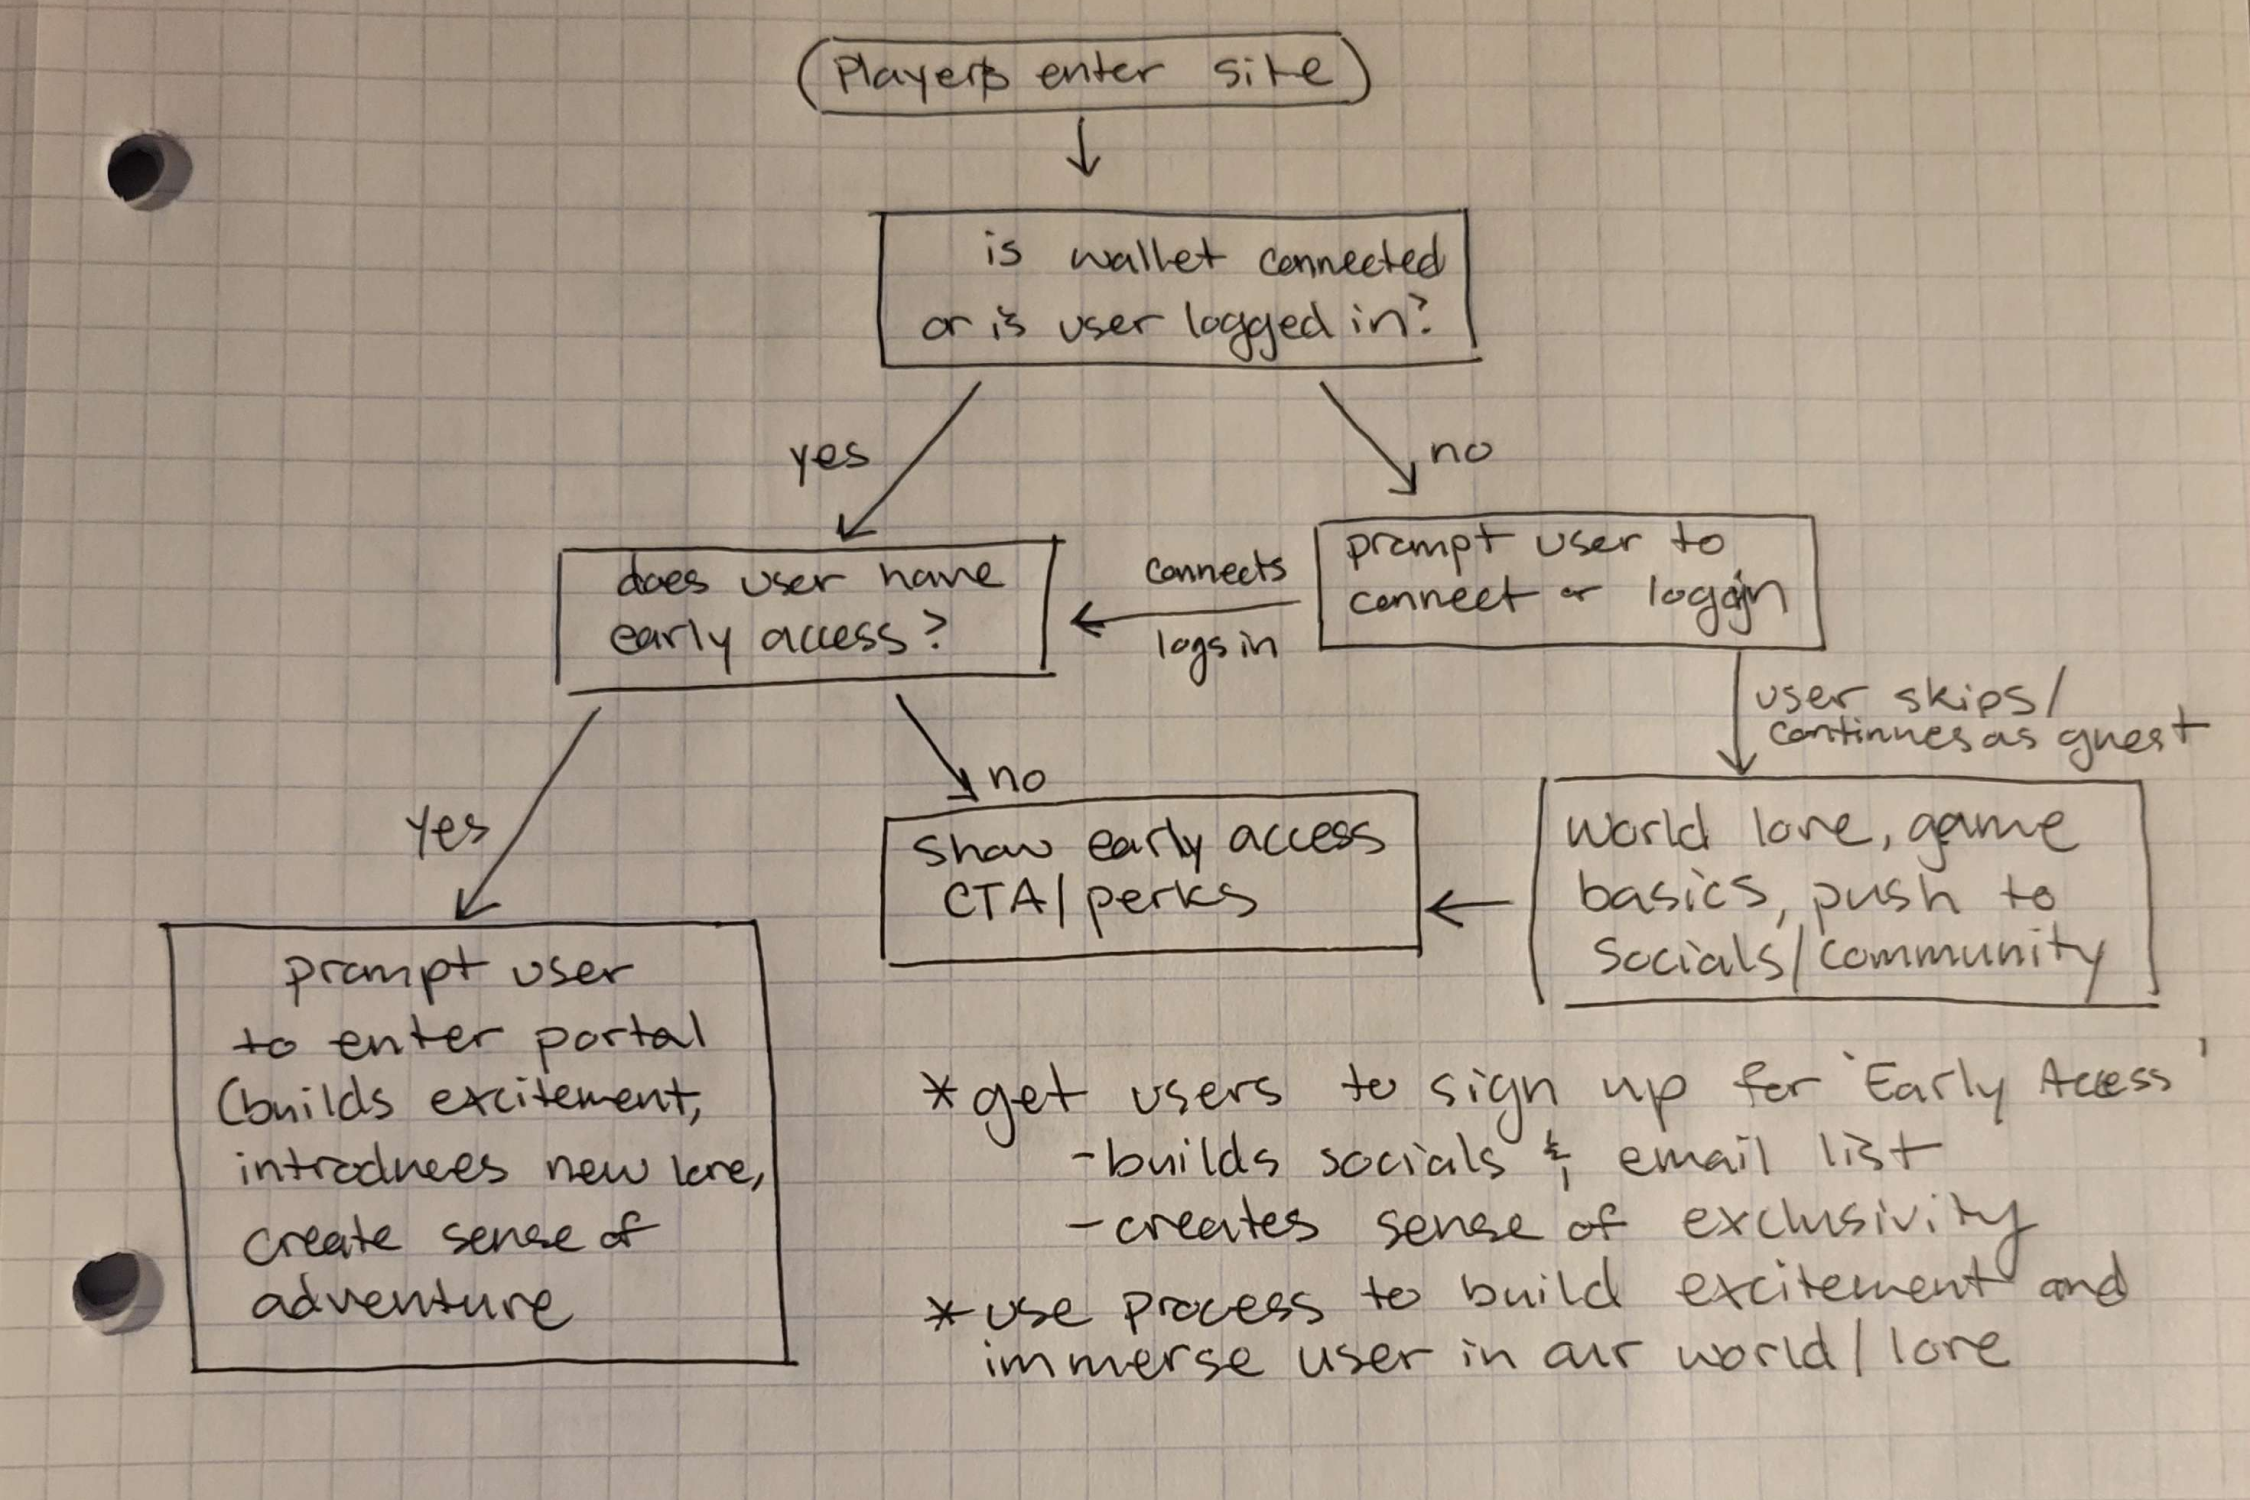 Players enter site
is wallet connected
or is user logged in?
yes
no
does user have
early access?
connects
logs in
prompt user to
connect or login
user skips/
continues as guest
yes
no
show early access
CTA/perks
world lore, game
basics, push to
socials/community
prompt user
to enter portal
(builds excitement,
introduces new lore,
create sense of
adventure
*get users to sign up for 'Early Access'
-builds socials & email list
-creates sense of exclusivity
*use process to build excitement and
immerse user in our world/lore